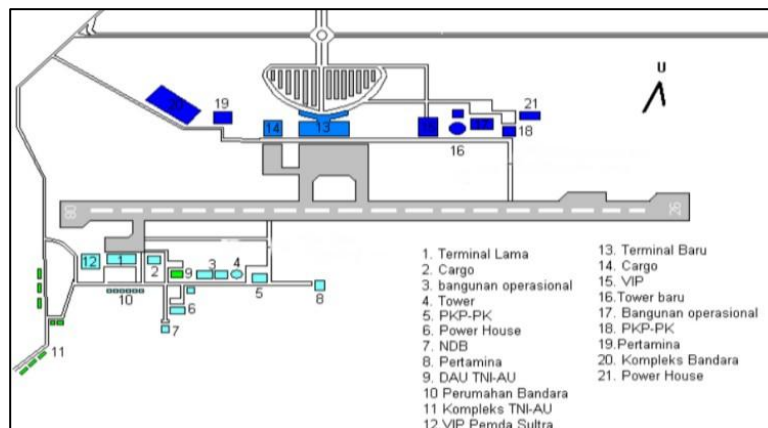 21
19
20
14
13
15
17
18
16
U
08
26
12
1
2
9
3
4
5
8
10
6
7
11
1. Terminal Lama
2. Cargo
3. bangunan operasional
4. Tower
5. PKP-PK
6. Power House
7. NDB
8. Pertamina
9. DAU TNI-AU
10 Perumahan Bandara
11 Kompleks TNI-AU
12 VIP Pemda Sultra
13. Terminal Baru
14. Cargo
15. VIP
16.Tower baru
17. Bangunan operasional
18. PKP-PK
19.Pertamina
20. Kompleks Bandara
21. Power House